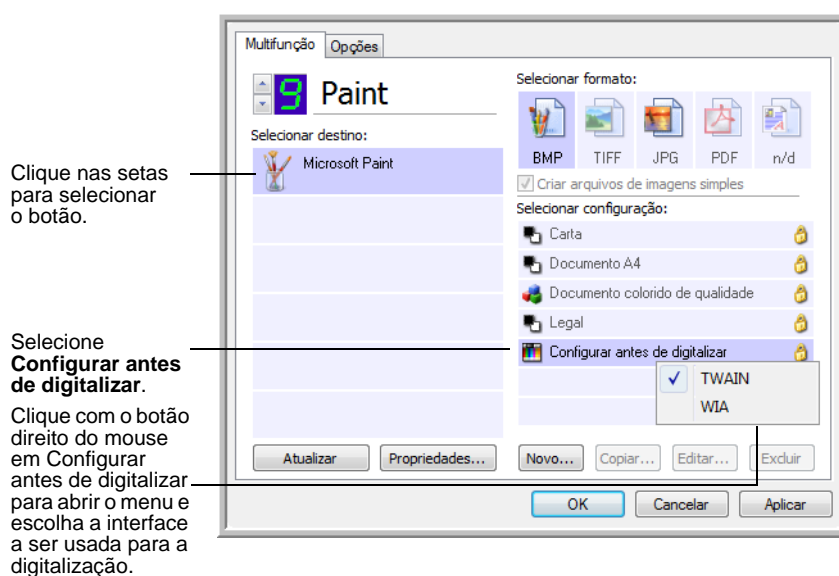 Clique nas setas
para selecionar
o botão.
Selecione
Configurar antes
de digitalizar.
Clique com o botão
direito do mouse
em Configurar
antes de digitalizar
para abrir o menu e
escolha a interface
a ser usada para a
digitalização.
Multifunção Opções
9 Paint
Selecionar destino:
Microsoft Paint
Atualizar Propriedades...
Selecionar formato:
BMP TIFF JPG PDF n/d
Criar arquivos de imagens simples
Selecionar configuração:
Carta
Documento A4
Documento colorido de qualidade
Legal
Configurar antes de digitalizar
TWAIN
WIA
Novo... Copiar... Editar... Excluir
OK Cancelar Aplicar